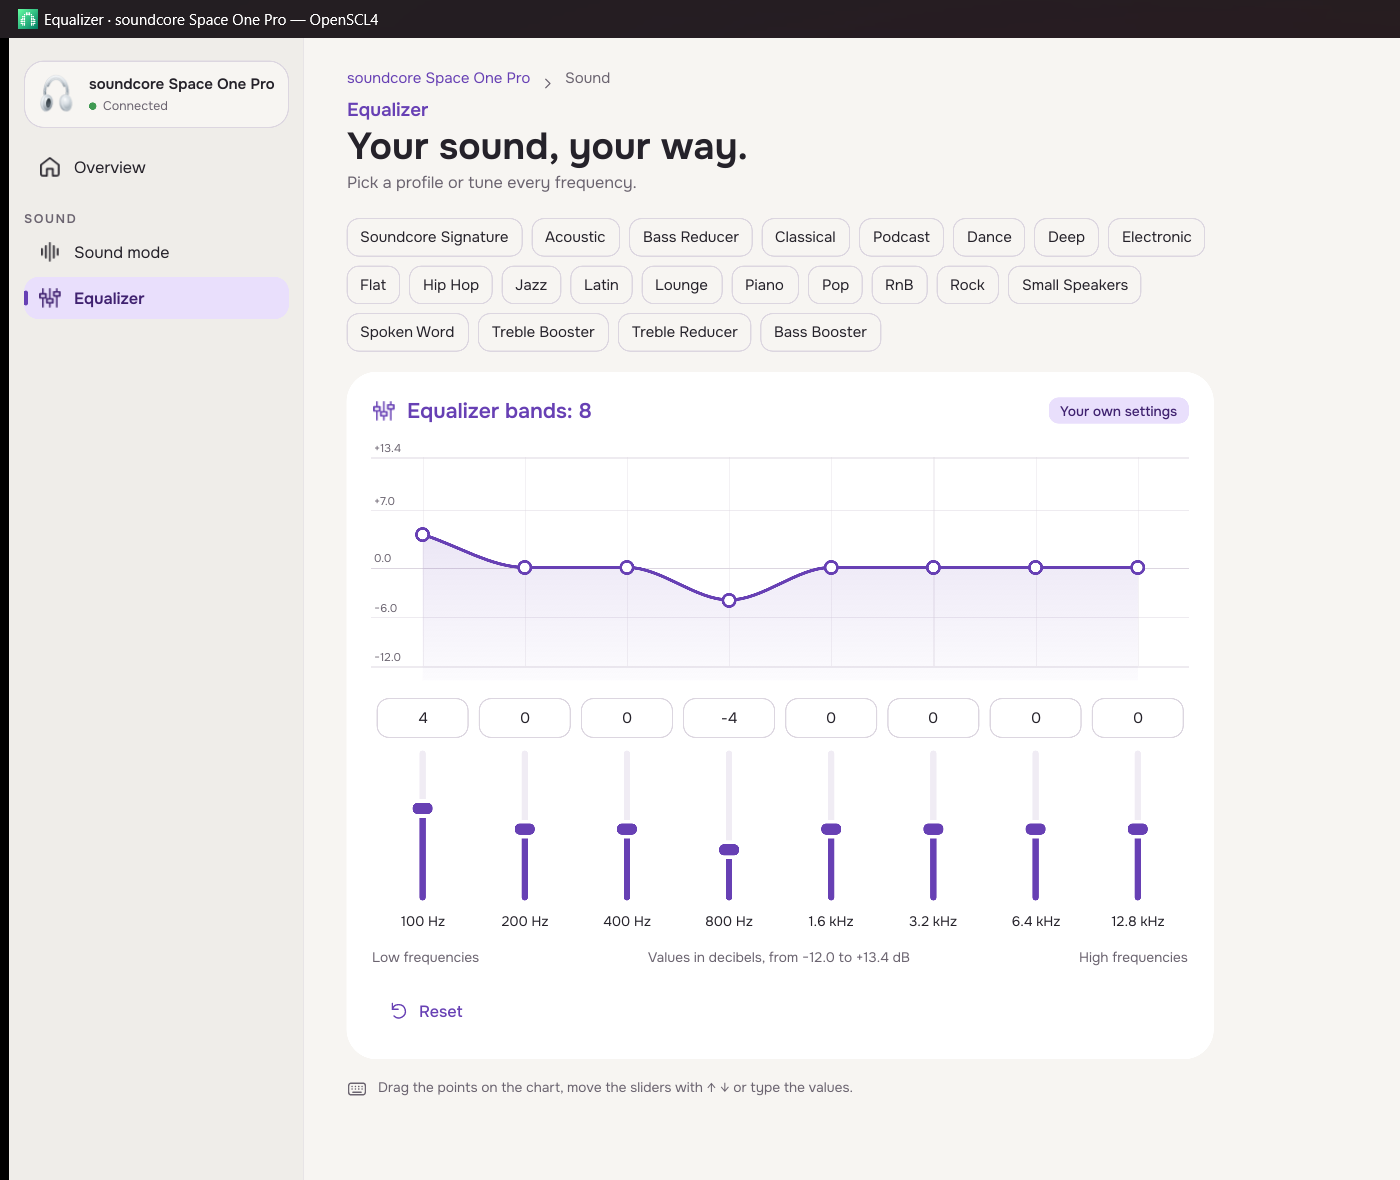 Equalizer · soundcore Space One Pro — OpenSCL4
soundcore Space One Pro
Connected
Overview
SOUND
Sound mode
Equalizer
soundcore Space One Pro > Sound
Equalizer
Your sound, your way.
Pick a profile or tune every frequency.
Soundcore Signature Acoustic Bass Reducer Classical Podcast Dance Deep Electronic
Flat Hip Hop Jazz Latin Lounge Piano Pop RnB Rock Small Speakers
Spoken Word Treble Booster Treble Reducer Bass Booster
Equalizer bands: 8 Your own settings
+13.4
+7.0
0.0
−6.0
−12.0
4 0 0 -4 0 0 0 0
100 Hz 200 Hz 400 Hz 800 Hz 1.6 kHz 3.2 kHz 6.4 kHz 12.8 kHz
Low frequencies Values in decibels, from −12.0 to +13.4 dB High frequencies
Reset
Drag the points on the chart, move the sliders with ↑ ↓ or type the values.